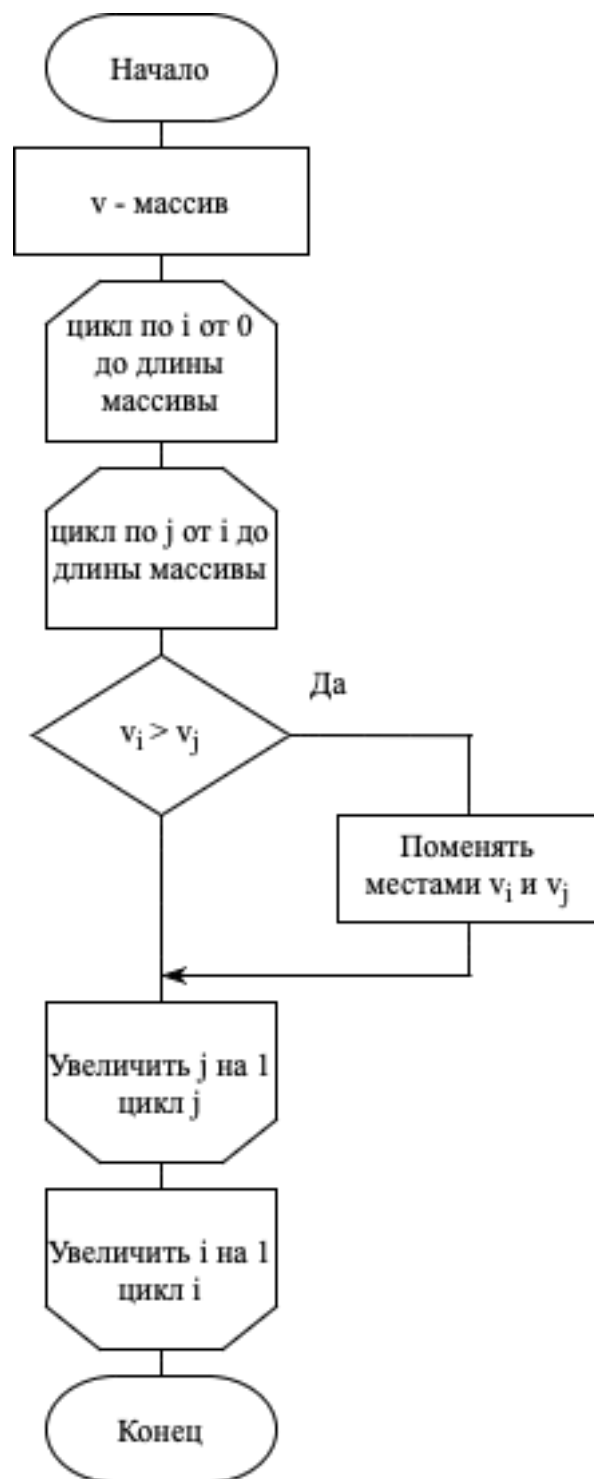 Начало
v - массив
цикл по i от 0
до длины
массивы
цикл по j от i до
длины массивы
Да
vi > vj
Поменять
местами vi и vj
Увеличить j на 1
цикл j
Увеличить i на 1
цикл i
Конец